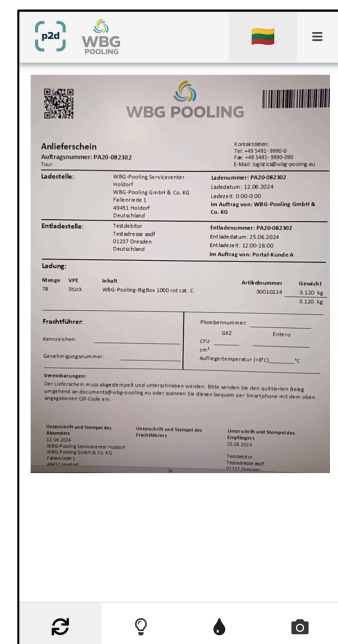 p2d
WBG
POOLING
WBG POOLING
Anlieferschein
Auftragsnummer: PA20-082302
Tour:
Kontaktdaten:
Tel: +49 5491- 9990-0
Fax: +49 5491- 9990-090
E-Mail: logistics@wbg-pooling.eu
Ladestelle:
WBG-Pooling Servicecenter
Holdorf
WBG-Pooling GmbH & Co. KG
Fallenriede 1
49451 Holdorf
Deutschland
Ladenummer: PA20-082302
Ladedatum: 12.06.2024
Ladezeit: 0:00-0:00
im Auftrag von: WBG-Pooling GmbH &
Co. KG
Entladestelle:
Testdebitor
Testadresse asdf
01237 Dresden
Deutschland
Entladenummer: PA20-082302
Entladedatum: 25.06.2024
Entladezeit: 12:00-16:00
im Auftrag von: Portal-Kunde A
Ladung:
Menge VPE Inhalt Artikelnummer Gewicht
78 Stück WBG-Pooling-BigBox 1000 rot cat. C 30010224 3.120 kg
3.120 kg
Frachtführer:
Kennzeichen:
Genehmigungsnummer:
Plombennummer:
GKZ Entero
CFU
cm²
Aufliegertemperatur (<8°C) °C
Vereinbarungen:
Der Lieferschein muss abgestempelt und unterschrieben werden. Bitte senden Sie den quittierten Beleg
umgehend an documents@wbg-pooling.eu oder scannen Sie diesen bequem per Smartphone mit dem oben
angegebenen QR-Code ein.
Unterschrift und Stempel des
Absenders
12.06.2024
WBG-Pooling Servicecenter Holdorf
WBG-Pooling GmbH & Co. KG
Fallenriede 1
49451 Holdorf
Unterschrift und Stempel des
Frachtführers
Unterschrift und Stempel des
Empfängers
25.06.2024
Testdebitor
Testadresse asdf
01237 Dresden